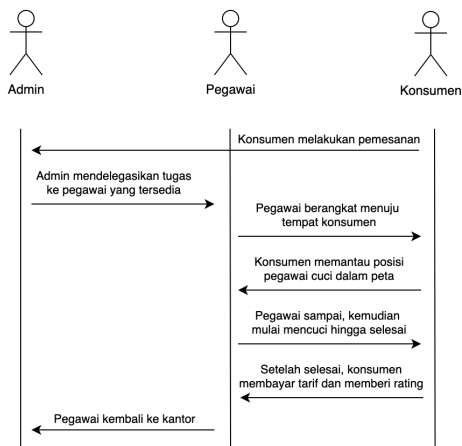 Admin
Pegawai
Konsumen
Konsumen melakukan pemesanan
Admin mendelegasikan tugas
ke pegawai yang tersedia
Pegawai berangkat menuju
tempat konsumen
Konsumen memantau posisi
pegawai cuci dalam peta
Pegawai sampai, kemudian
mulai mencuci hingga selesai
Setelah selesai, konsumen
membayar tarif dan memberi rating
Pegawai kembali ke kantor